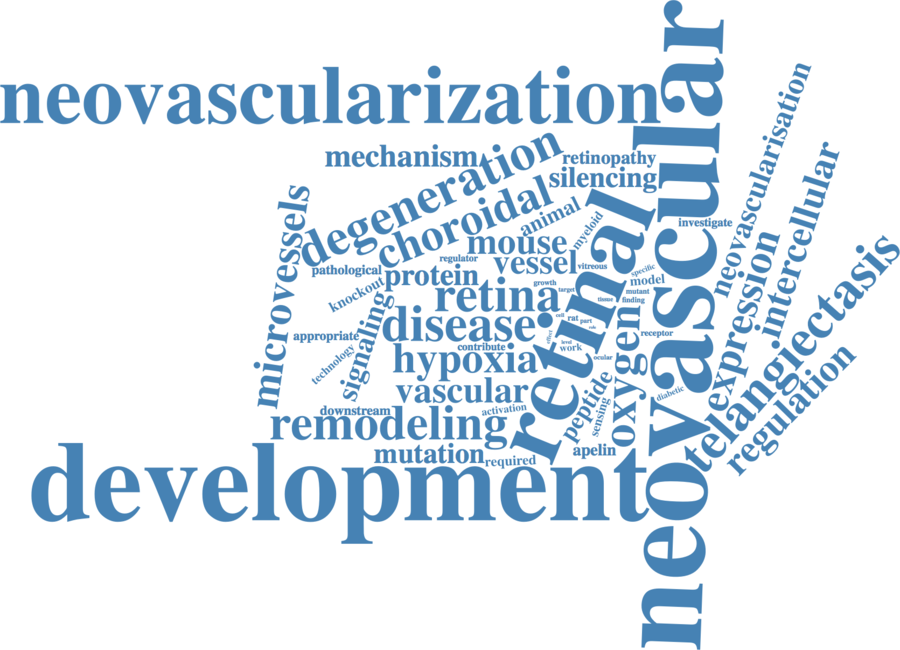 neovascular
neovascularization
neovascularisation
mechanism
degeneration
retinopathy
silencing
intercellular
microvessels
choroidal
animal
myeloid
investigate
retinal
mouse
regulator
vessel
vitreous
specific
pathological
protein
knockout
growth
target
model
mutant
expression
telangiectasis
retina
tissue
finding
signaling
disease
cell
rat
part
role
oxygen
receptor
appropriate
effect
level
work
contribute
technology
hypoxia
ocular
regulation
vascular
peptide
diabetic
downstream
activation
sensing
remodeling
mutation
required
apelin
development